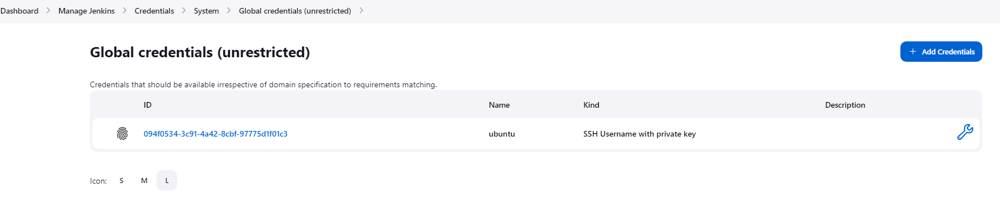 Dashboard > Manage Jenkins > Credentials > System > Global credentials (unrestricted) >
Global credentials (unrestricted)
+ Add Credentials
Credentials that should be available irrespective of domain specification to requirements matching.
ID Name Kind Description
094f0534-3c91-4a42-8cbf-97775d1f01c3 ubuntu SSH Username with private key
Icon: S M L